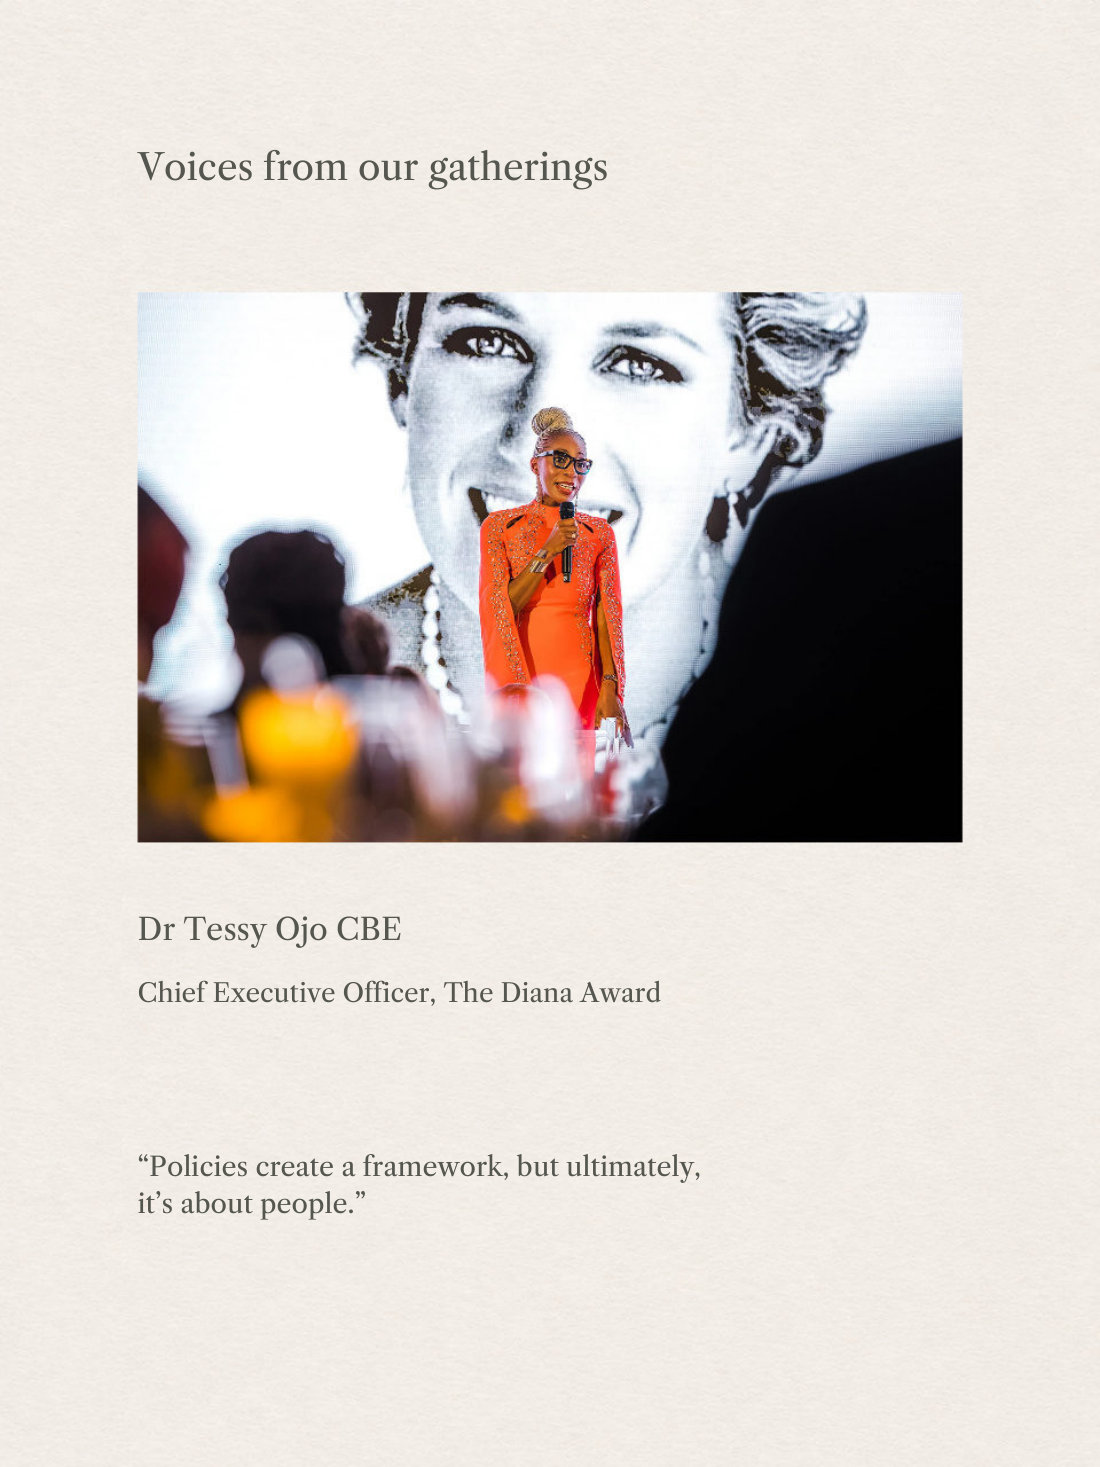 Voices from our gatherings
Dr Tessy Ojo CBE
Chief Executive Officer, The Diana Award
“Policies create a framework, but ultimately,
it’s about people.”